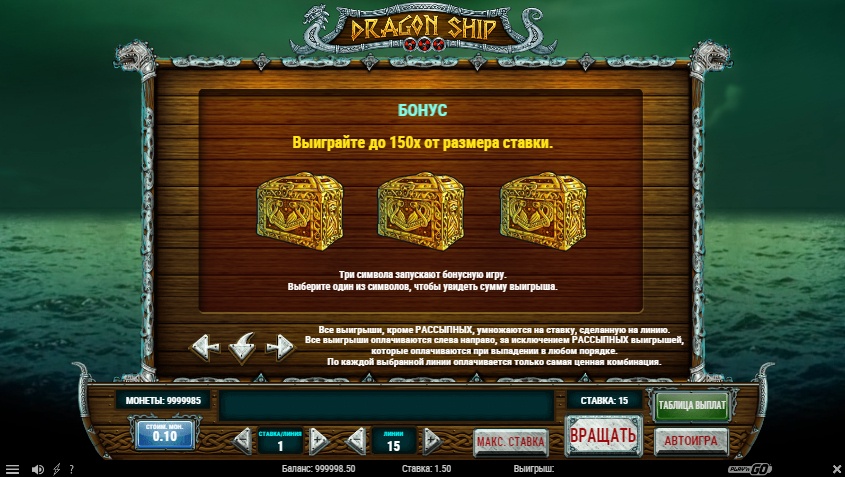 DRAGON SHIP
БОНУС
Выиграйте до 150x от размера ставки.
Три символа запускают бонусную игру.
Выберите один из символов, чтобы увидеть сумму выигрыша.
Все выигрыши, кроме РАССЫПНЫХ, умножаются на ставку, сделанную на линию.
Все выигрыши оплачиваются слева направо, за исключением РАССЫПНЫХ выигрышей,
которые оплачиваются при выпадении в любом порядке.
По каждой выбранной линии оплачивается только самая ценная комбинация.
МОНЕТЫ: 9999985
СТАВКА: 15
ТАБЛИЦА ВЫПЛАТ
СТОИМ. МОН.
0.10
СТАВКА/ЛИНИЯ
1
ЛИНИИ
15
МАКС. СТАВКА
ВРАЩАТЬ
АВТОИГРА
?
Баланс: 999998.50
Ставка: 1.50
Выигрыш:
PLAY'N GO